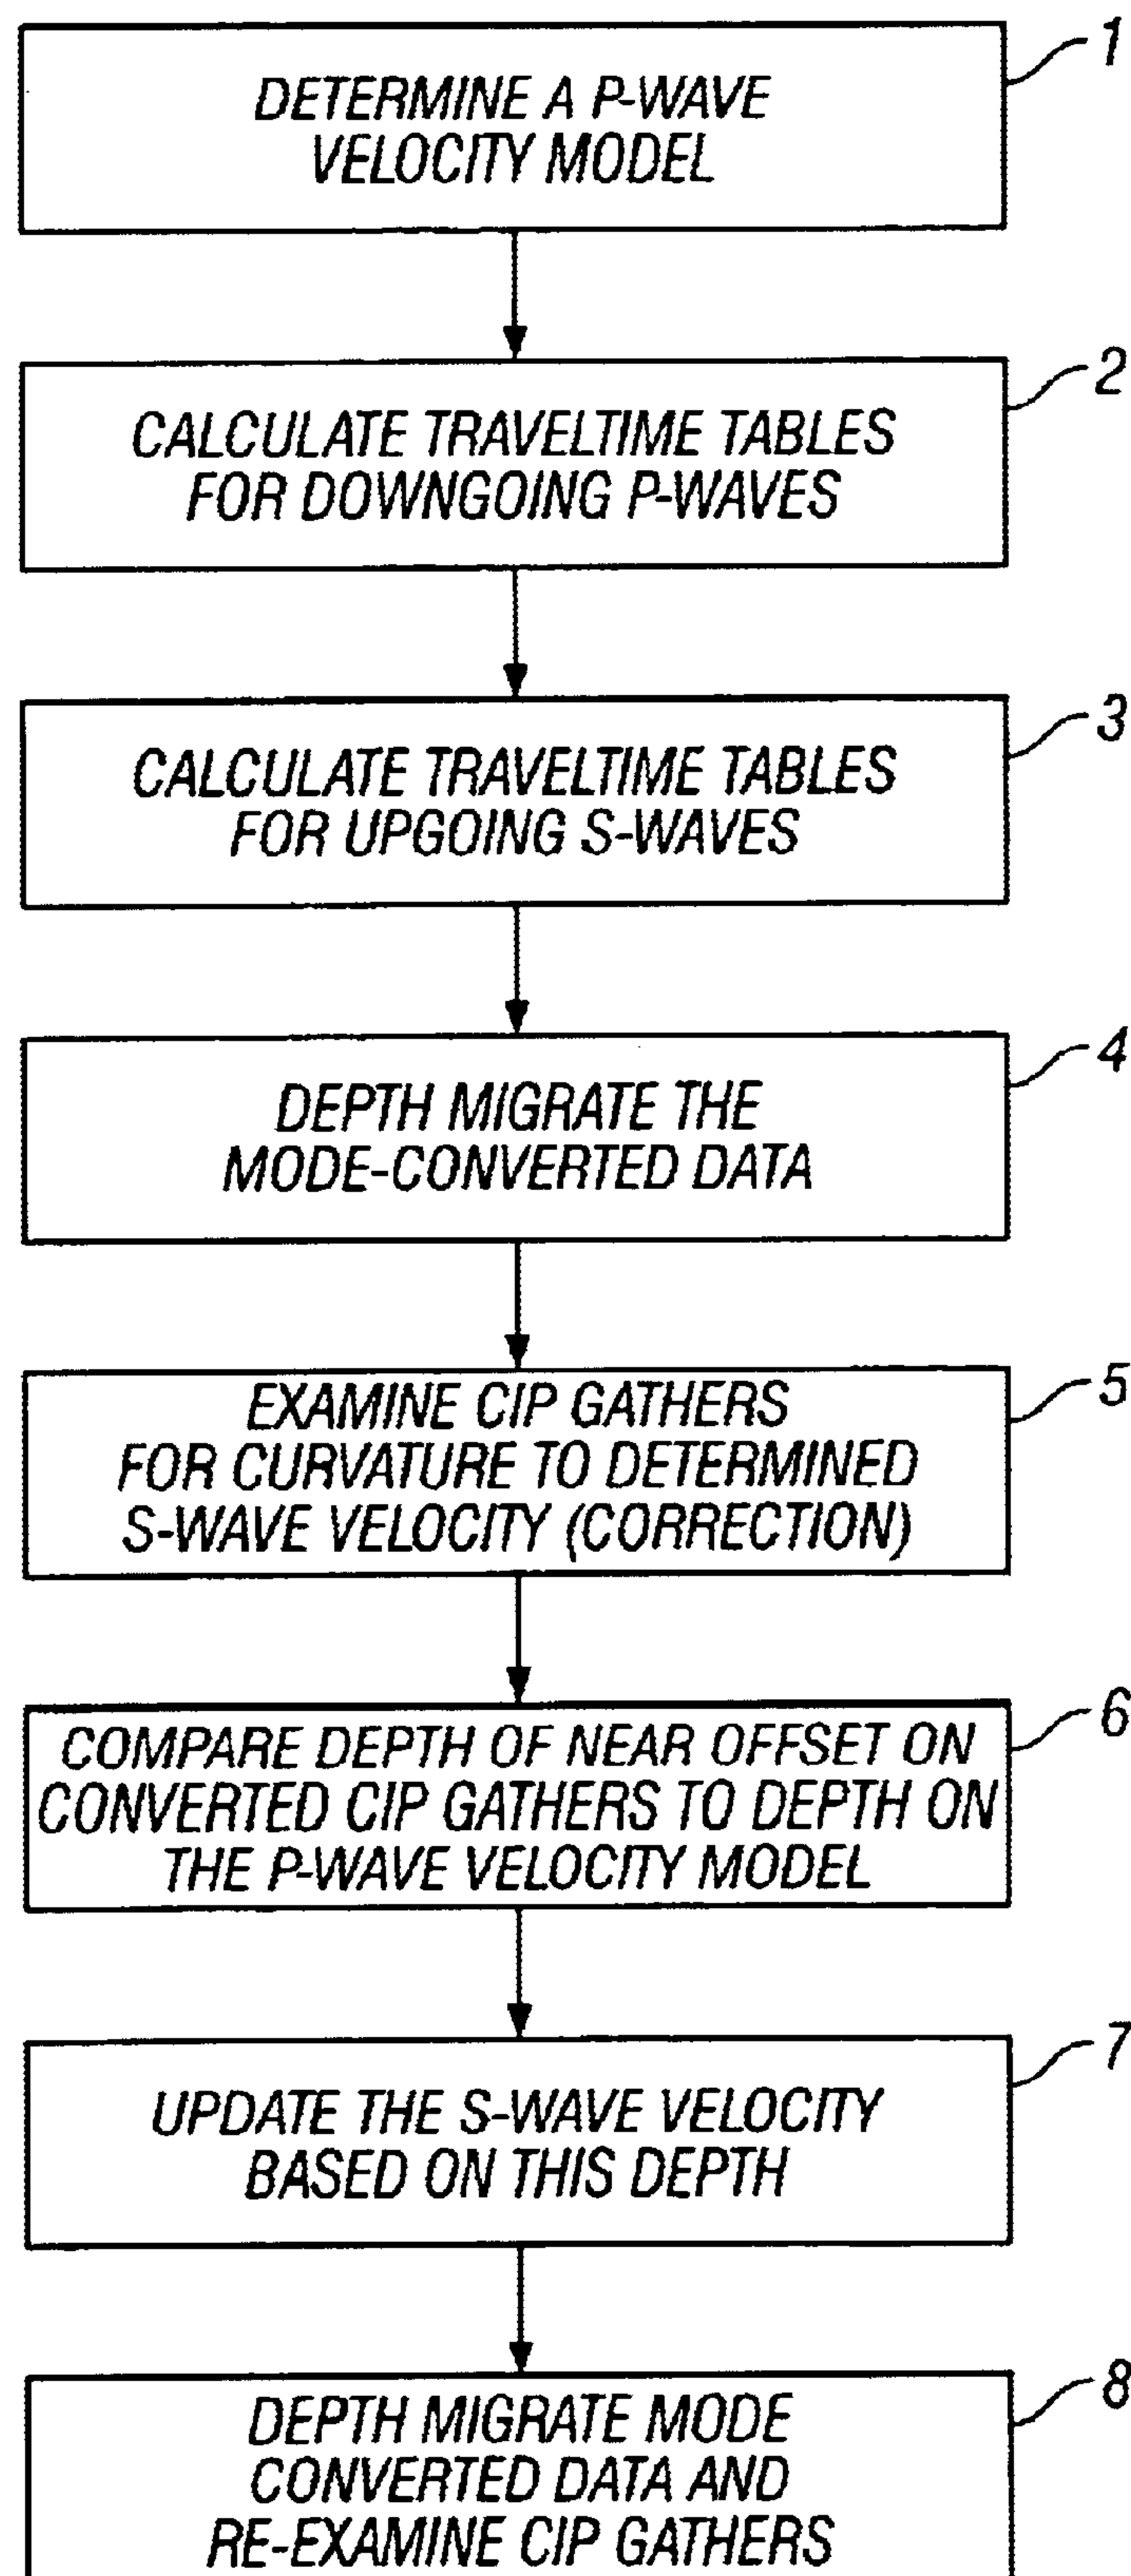 1
DETERMINE A P-WAVE
VELOCITY MODEL
2
CALCULATE TRAVELTIME TABLES
FOR DOWNGOING P-WAVES
3
CALCULATE TRAVELTIME TABLES
FOR UPGOING S-WAVES
4
DEPTH MIGRATE THE
MODE-CONVERTED DATA
5
EXAMINE CIP GATHERS
FOR CURVATURE TO DETERMINED
S-WAVE VELOCITY (CORRECTION)
6
COMPARE DEPTH OF NEAR OFFSET ON
CONVERTED CIP GATHERS TO DEPTH ON
THE P-WAVE VELOCITY MODEL
7
UPDATE THE S-WAVE VELOCITY
BASED ON THIS DEPTH
8
DEPTH MIGRATE MODE
CONVERTED DATA AND
RE-EXAMINE CIP GATHERS